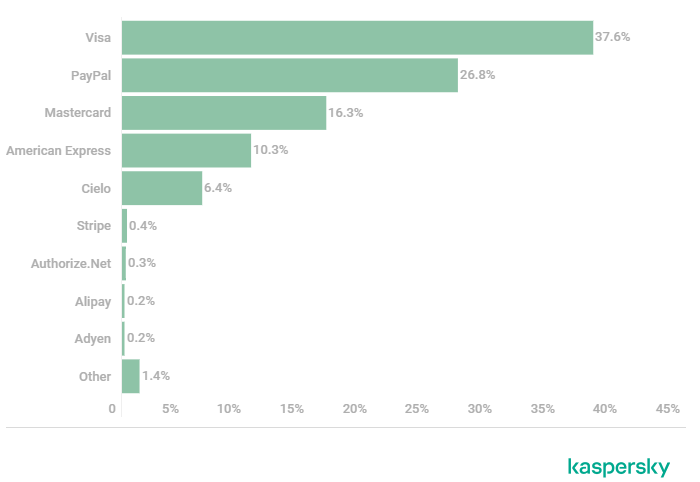 Visa 37.6%
PayPal 26.8%
Mastercard 16.3%
American Express 10.3%
Cielo 6.4%
Stripe 0.4%
Authorize.Net 0.3%
Alipay 0.2%
Adyen 0.2%
Other 1.4%
0 5% 10% 15% 20% 25% 30% 35% 40% 45%
kaspersky